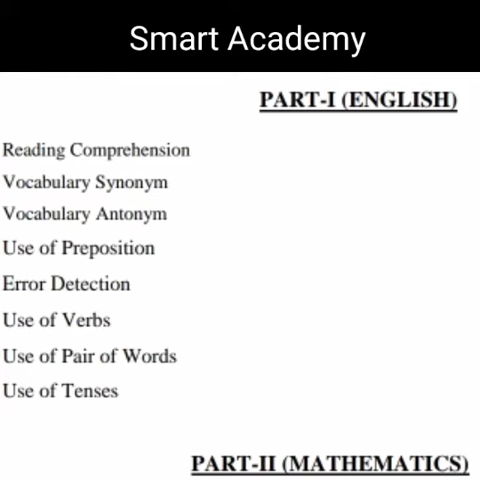 Smart Academy
PART-I (ENGLISH)
Reading Comprehension
Vocabulary Synonym
Vocabulary Antonym
Use of Preposition
Error Detection
Use of Verbs
Use of Pair of Words
Use of Tenses
PART-II (MATHEMATICS)